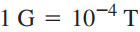 1 G = 10⁻⁴ T